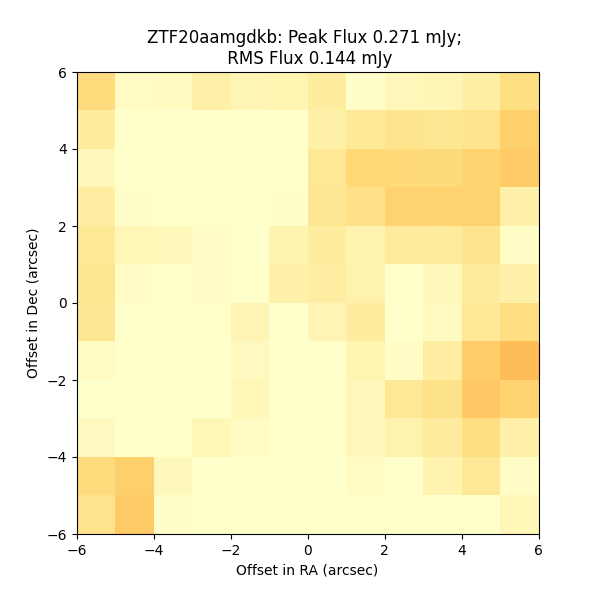 ZTF20aamgdkb: Peak Flux 0.271 mJy;
RMS Flux 0.144 mJy
6
4
2
0
−2
−4
−6
Offset in Dec (arcsec)
−6 −4 −2 0 2 4 6
Offset in RA (arcsec)